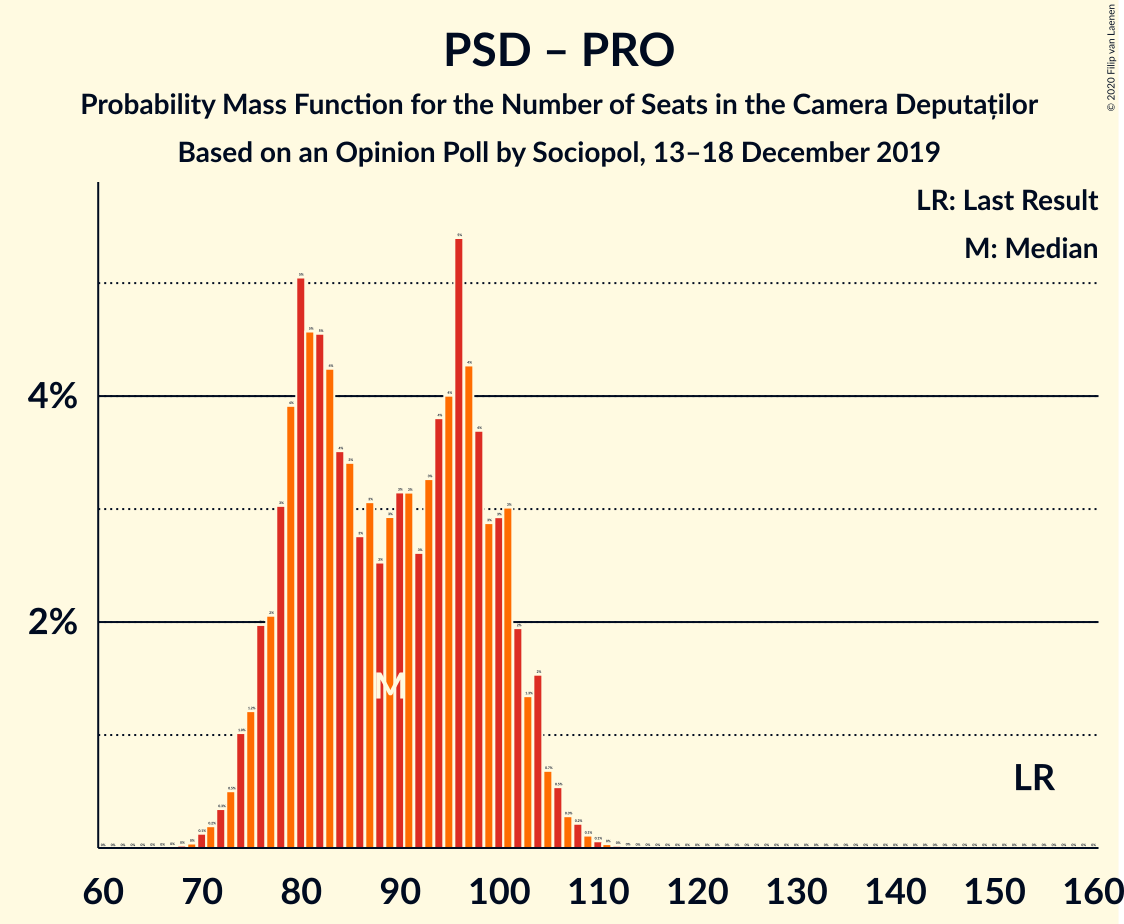 © 2020 Filip van Laenen
PSD – PRO
Probability Mass Function for the Number of Seats in the Camera Deputaților
Based on an Opinion Poll by Sociopol, 13–18 December 2019
LR: Last Result
M: Median
4%
2%
M
LR
60 70 80 90 100 110 120 130 140 150 160